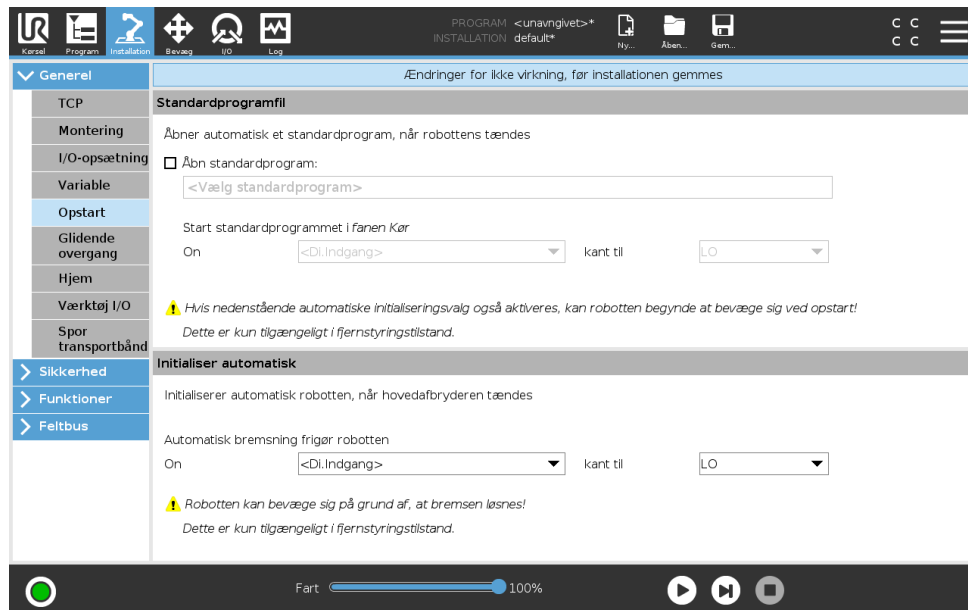 PROGRAM <unavngivet>*
INSTALLATION default*
Kørsel Program Installation Bevæg I/O Log Ny... Åben... Gem...
C C
C C
Generel
TCP
Montering
I/O-opsætning
Variable
Opstart
Glidende
overgang
Hjem
Værktøj I/O
Spor
transportbånd
Sikkerhed
Funktioner
Feltbus
Ændringer for ikke virkning, før installationen gemmes
Standardprogramfil
Åbner automatisk et standardprogram, når robottens tændes
Åbn standardprogram:
<Vælg standardprogram>
Start standardprogrammet i fanen Kør
On <Di.Indgang> kant til LO
Hvis nedenstående automatiske initialiseringsvalg også aktiveres, kan robotten begynde at bevæge sig ved opstart!
Dette er kun tilgængeligt i fjernstyringstilstand.
Initialiser automatisk
Initialiserer automatisk robotten, når hovedafbryderen tændes
Automatisk bremsning frigør robotten
On <Di.Indgang> kant til LO
Robotten kan bevæge sig på grund af, at bremsen løsnes!
Dette er kun tilgængeligt i fjernstyringstilstand.
Fart 100%